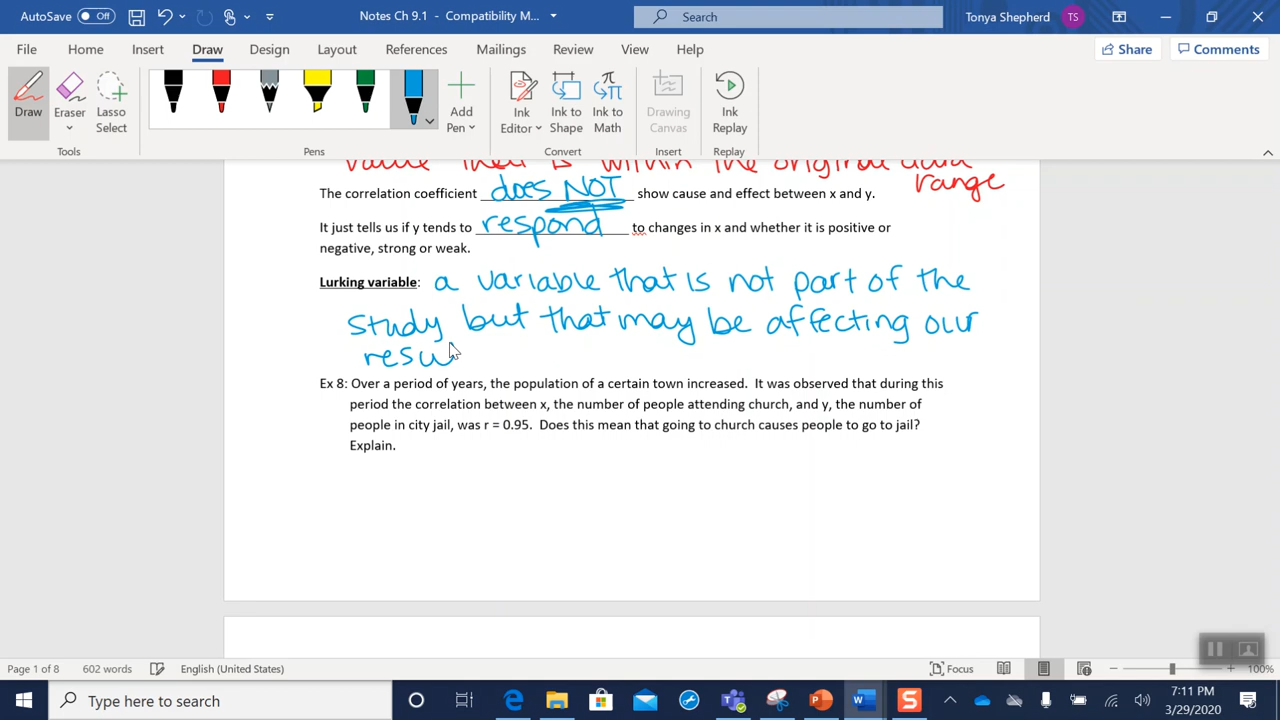 AutoSave Off
Notes Ch 9.1 - Compatibility M...
Search
Tonya Shepherd TS
File Home Insert Draw Design Layout References Mailings Review View Help
Share Comments
Draw
Eraser
Lasso Select
Add Pen
Ink Editor
Ink to Shape
Ink to Math
Drawing Canvas
Ink Replay
Tools Pens Convert Insert Replay
value that is within the original data
range
The correlation coefficient does NOT show cause and effect between x and y.
It just tells us if y tends to respond to changes in x and whether it is positive or
negative, strong or weak.
Lurking variable: a variable that is not part of the
study but that may be affecting our
resu
Ex 8: Over a period of years, the population of a certain town increased. It was observed that during this
period the correlation between x, the number of people attending church, and y, the number of
people in city jail, was r = 0.95. Does this mean that going to church causes people to go to jail?
Explain.
Page 1 of 8 602 words English (United States) Focus 100%
Type here to search
7:11 PM
3/29/2020